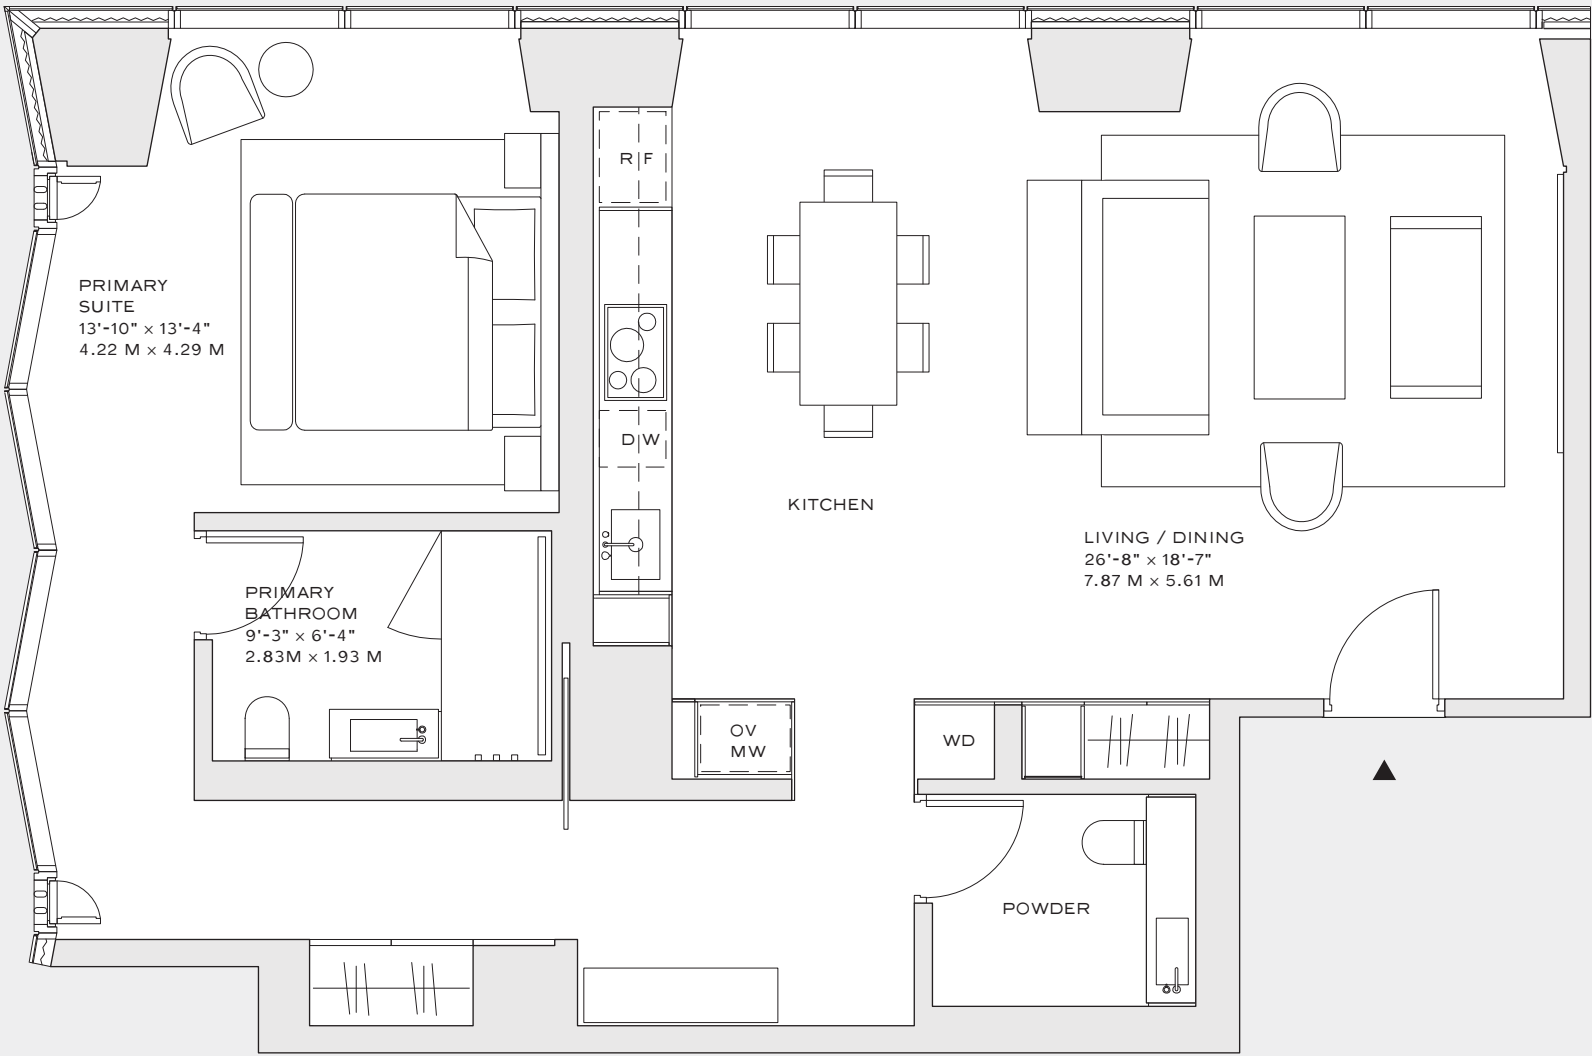 R F
PRIMARY
SUITE
13'-10" × 13'-4"
4.22 M × 4.29 M
D W
KITCHEN
LIVING / DINING
26'-8" × 18'-7"
7.87 M × 5.61 M
PRIMARY
BATHROOM
9'-3" × 6'-4"
2.83M × 1.93 M
OV
MW
WD
POWDER